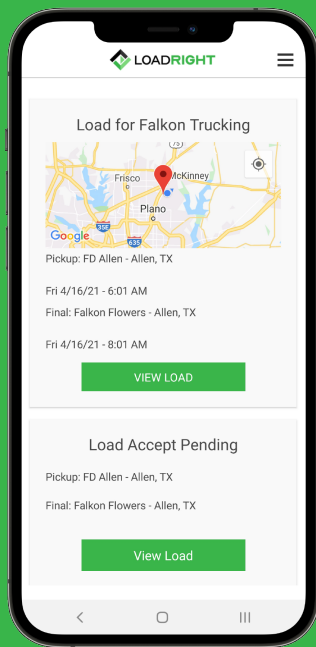 LOADRIGHT
Load for Falkon Trucking
75
Frisco
McKinney
Plano
35E
635
Google
Pickup: FD Allen - Allen, TX
Fri 4/16/21 - 6:01 AM
Final: Falkon Flowers - Allen, TX
Fri 4/16/21 - 8:01 AM
VIEW LOAD
Load Accept Pending
Pickup: FD Allen - Allen, TX
Final: Falkon Flowers - Allen, TX
View Load